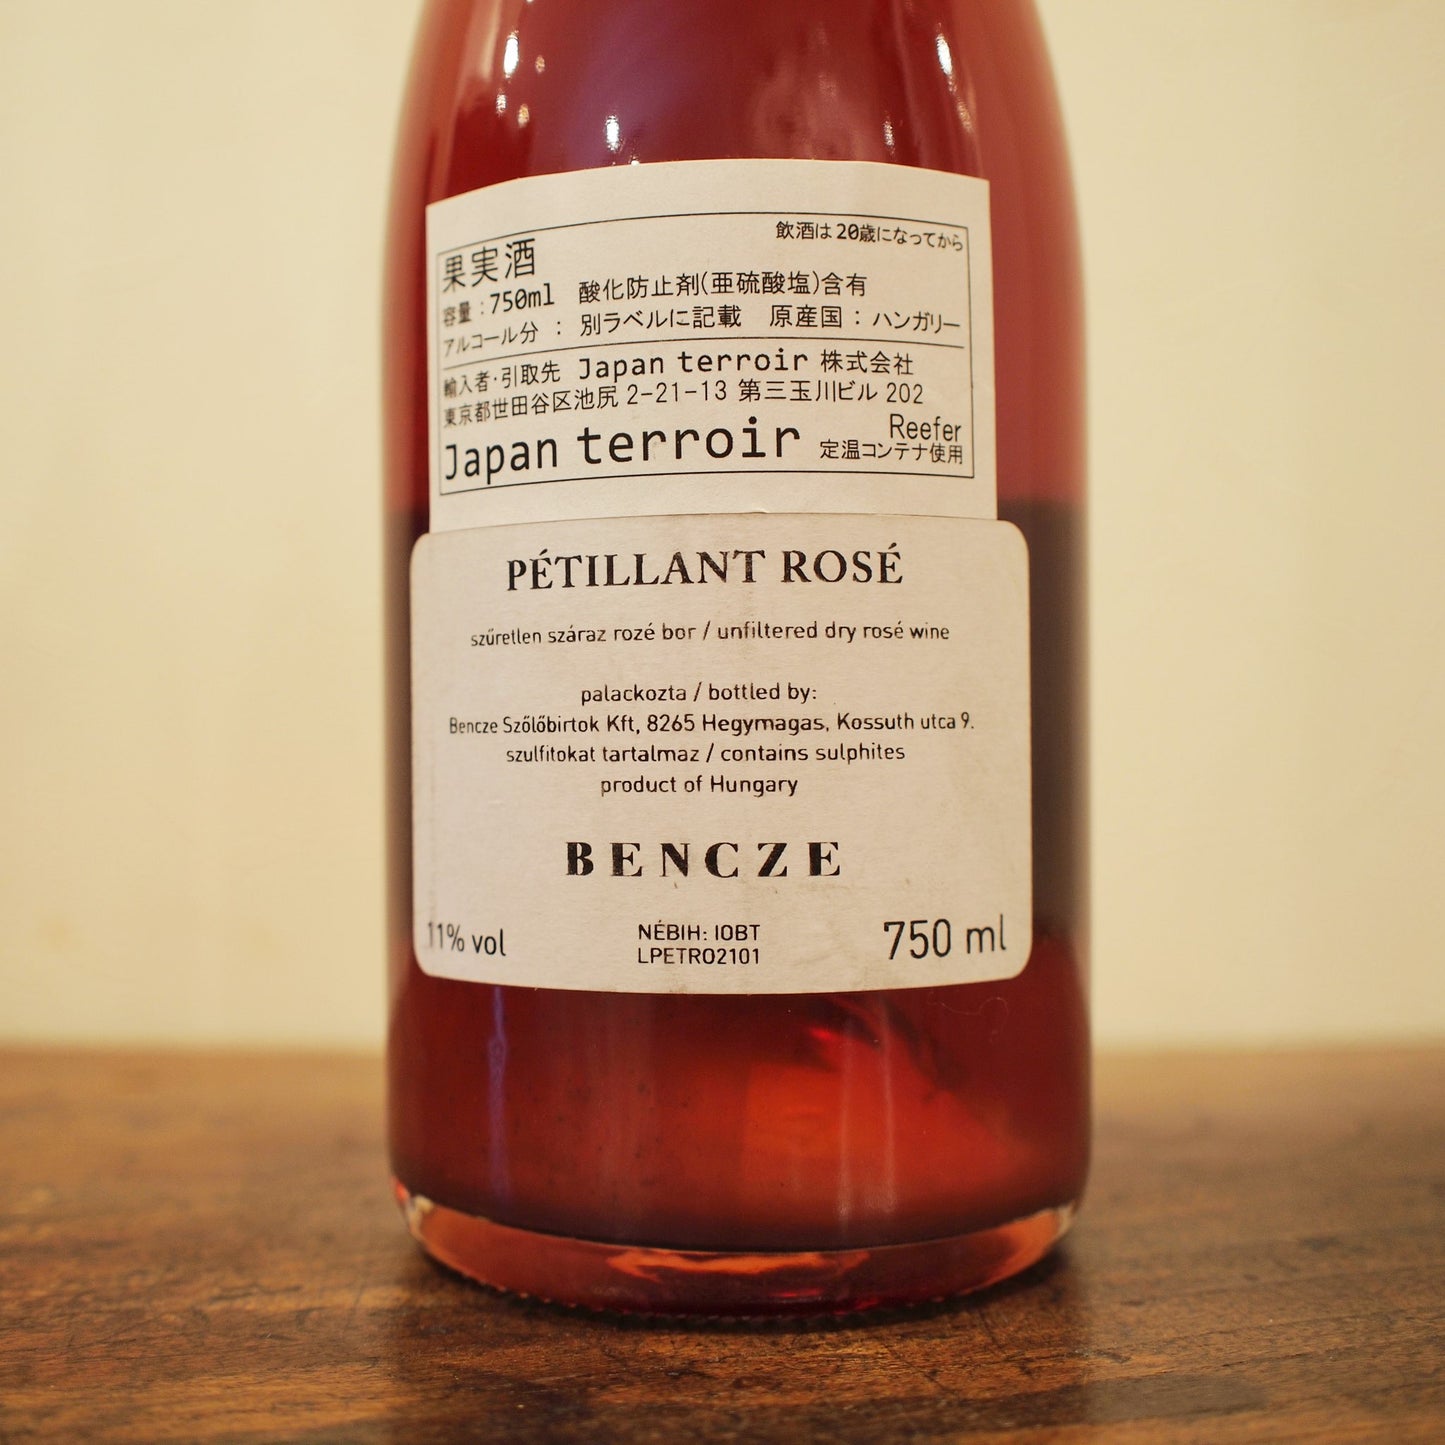 飲酒は20歳になってから
果実酒
容量：750ml 酸化防止剤(亜硫酸塩)含有
アルコール分 ： 別ラベルに記載 原産国：ハンガリー
輸入者・引取先 Japan terroir 株式会社
東京都世田谷区池尻 2-21-13 第三玉川ビル 202
Japan terroir Reefer
定温コンテナ使用
PÉTILLANT ROSÉ
szűretlen száraz rozé bor / unfiltered dry rosé wine
palackozta / bottled by:
Bencze Szőlőbirtok Kft, 8265 Hegymagas, Kossuth utca 9.
szulfitokat tartalmaz / contains sulphites
product of Hungary
BENCZE
11% vol
NÉBIH: IOBT
LPETRO2101
750 ml